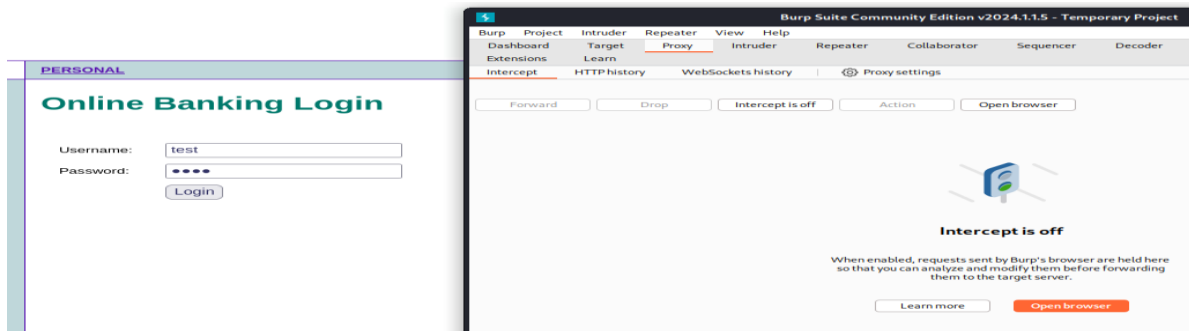 PERSONAL
Online Banking Login
Username: test
Password: ••••
Login
Burp Suite Community Edition v2024.1.1.5 - Temporary Project
Burp Project Intruder Repeater View Help
Dashboard Target Proxy Intruder Repeater Collaborator Sequencer Decoder
Extensions Learn
Intercept HTTP history WebSockets history Proxy settings
Forward Drop Intercept is off Action Open browser
Intercept is off
When enabled, requests sent by Burp's browser are held here
so that you can analyze and modify them before forwarding
them to the target server.
Learn more Open browser